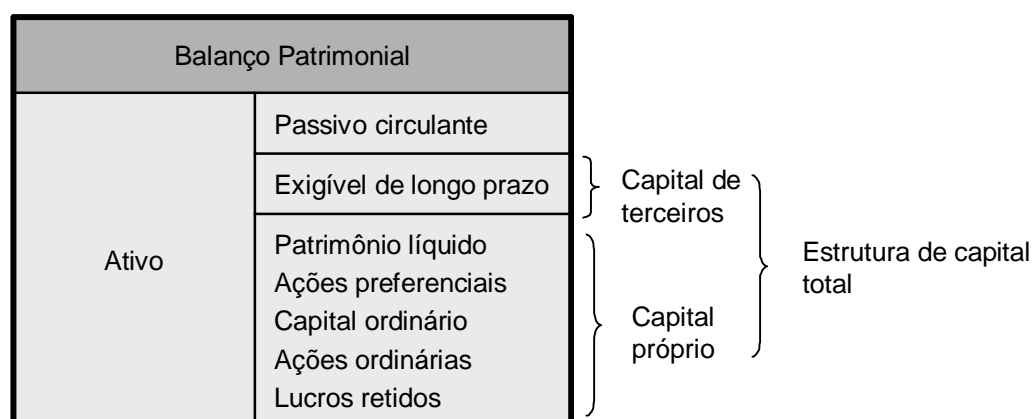 Balanço Patrimonial
Ativo
Passivo circulante
Exigível de longo prazo
Patrimônio líquido
Ações preferenciais
Capital ordinário
Ações ordinárias
Lucros retidos
Capital de
terceiros
Capital
próprio
Estrutura de capital
total